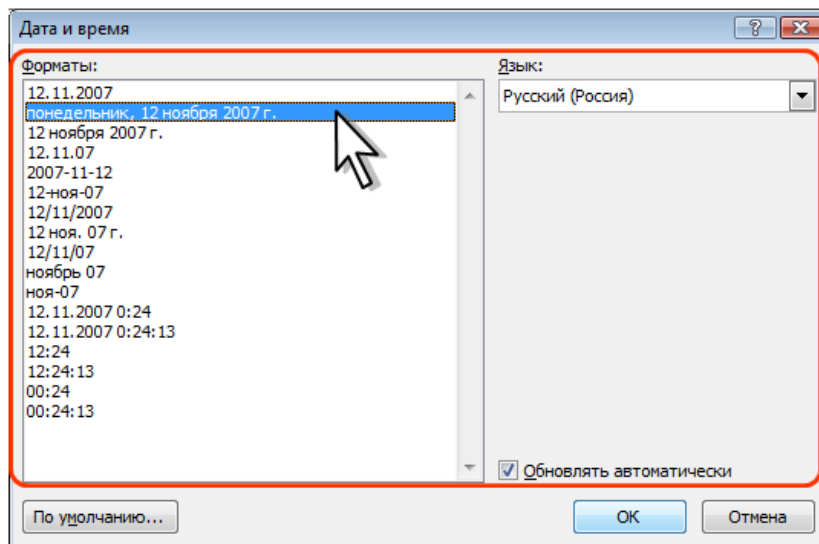 Дата и время
Форматы:
12.11.2007
понедельник, 12 ноября 2007 г.
12 ноября 2007 г.
12.11.07
2007-11-12
12-ноя-07
12/11/2007
12 ноя. 07 г.
12/11/07
ноябрь 07
ноя-07
12.11.2007 0:24
12.11.2007 0:24:13
12:24
12:24:13
00:24
00:24:13
Язык:
Русский (Россия)
Обновлять автоматически
По умолчанию...
ОК
Отмена